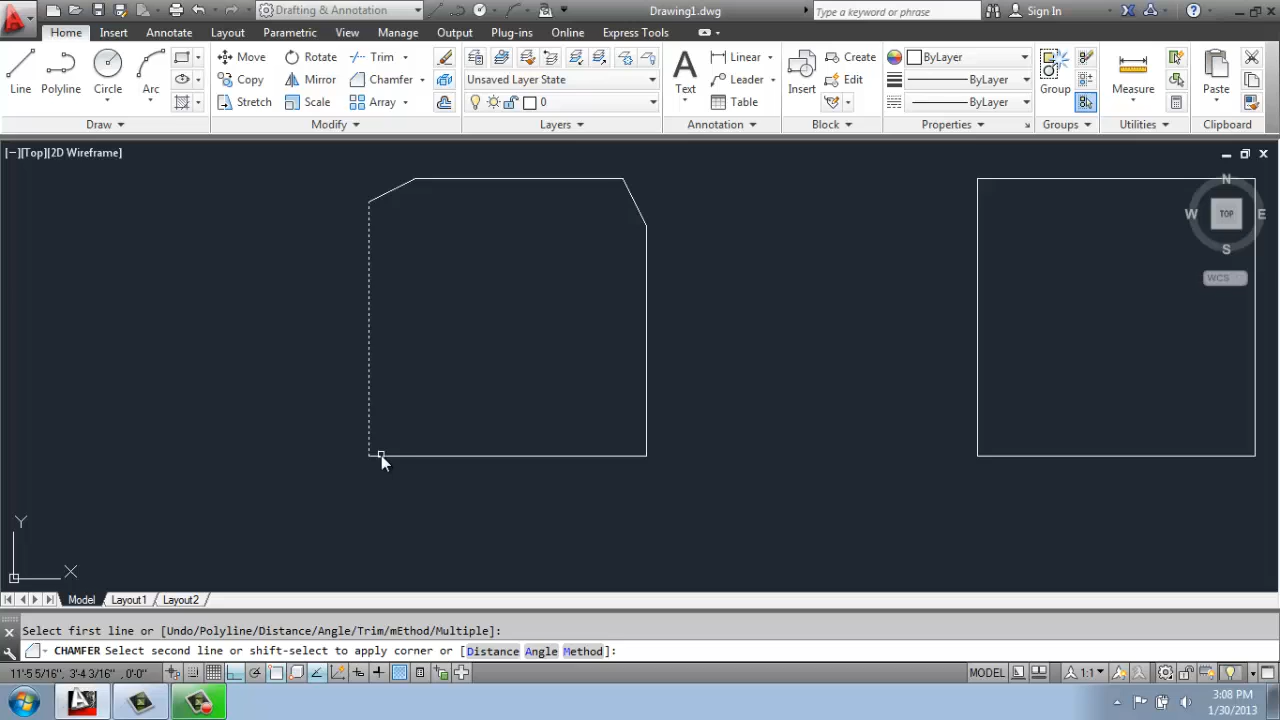 Drafting & Annotation
Drawing1.dwg
Type a keyword or phrase
Sign In
Home Insert Annotate Layout Parametric View Manage Output Plug-ins Online Express Tools
Line Polyline Circle Arc
Move Rotate Trim
Copy Mirror Chamfer
Stretch Scale Array
Unsaved Layer State
0
Text
Linear
Leader
Table
Insert
Create
Edit
ByLayer
ByLayer
ByLayer
Group
Measure
Paste
Draw Modify Layers Annotation Block Properties Groups Utilities Clipboard
[−][Top][2D Wireframe]
N
W TOP E
S
WCS
Y
X
Model Layout1 Layout2
Select first line or [Undo/Polyline/Distance/Angle/Trim/mEthod/Multiple]:
CHAMFER Select second line or shift-select to apply corner or [Distance Angle Method]:
11'-5 5/16", 3'-4 3/16" , 0'-0"
MODEL
1:1
3:08 PM
1/30/2013